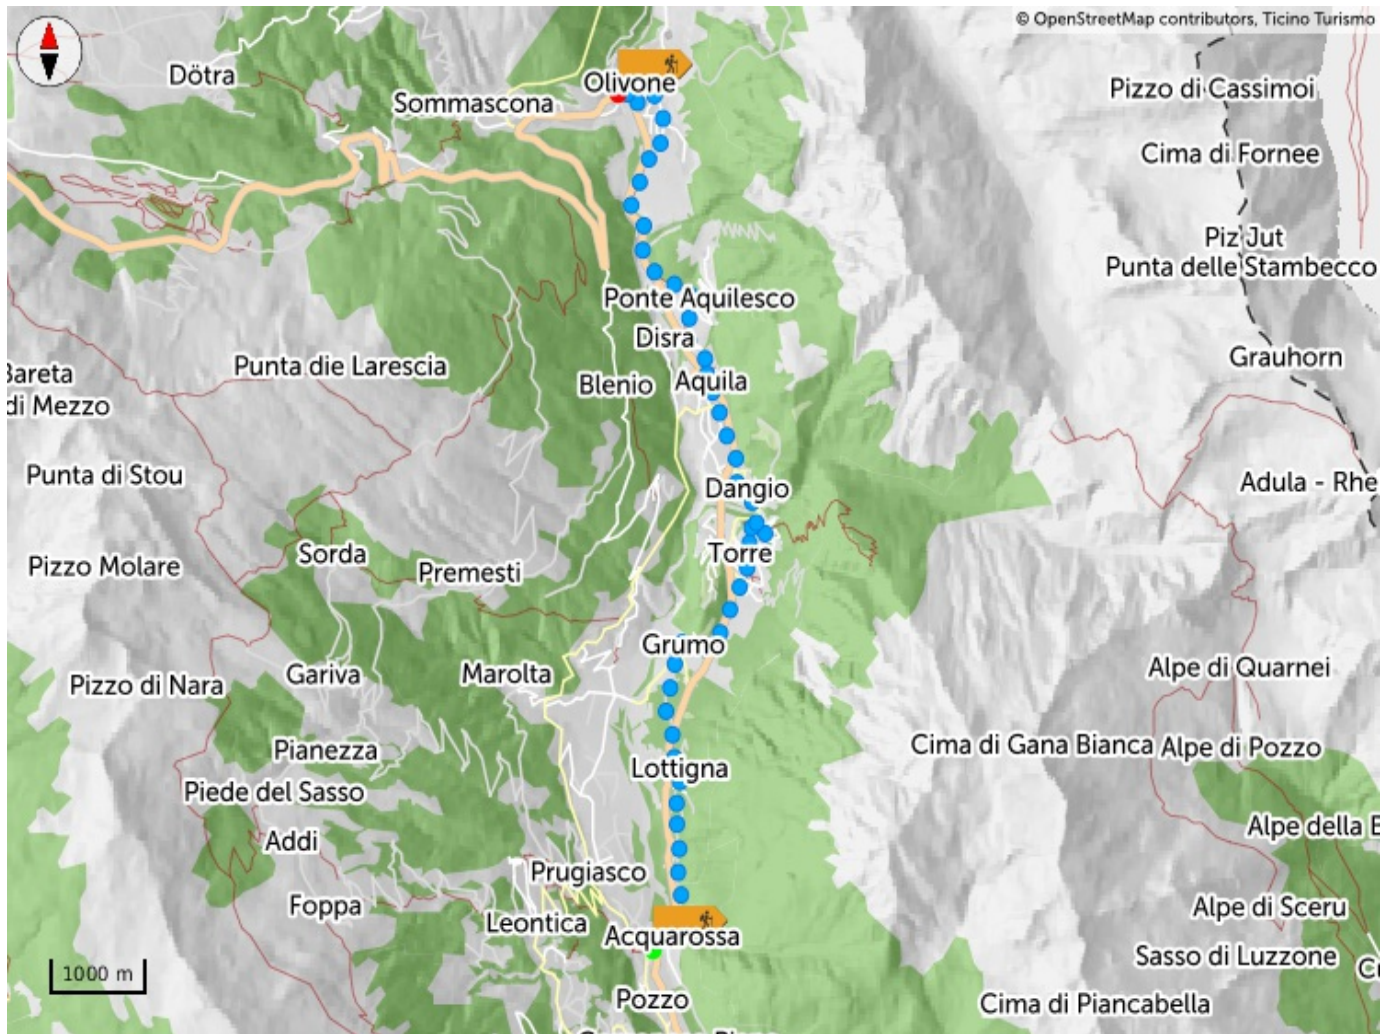 © OpenStreetMap contributors, Ticino Turismo
Dötra
Olivone
Sommascona
Pizzo di Cassimoi
Cima di Fornee
Piz Jut
Punta delle Stambecco
Ponte Aquilesco
Disra
Grauhorn
Punta die Larescia
Bareta
di Mezzo
Blenio
Aquila
Punta di Stou
Dangio
Adula - Rhe
Sorda
Torre
Pizzo Molare
Premesti
Grumo
Marolta
Gariva
Pizzo di Nara
Alpe di Quarnei
Pianezza
Cima di Gana Bianca
Alpe di Pozzo
Lottigna
Piede del Sasso
Addi
Alpe della B
Prugiasco
Foppa
Leontica
Alpe di Sceru
Acquarossa
Sasso di Luzzone
1000 m
Pozzo
Cima di Piancabella